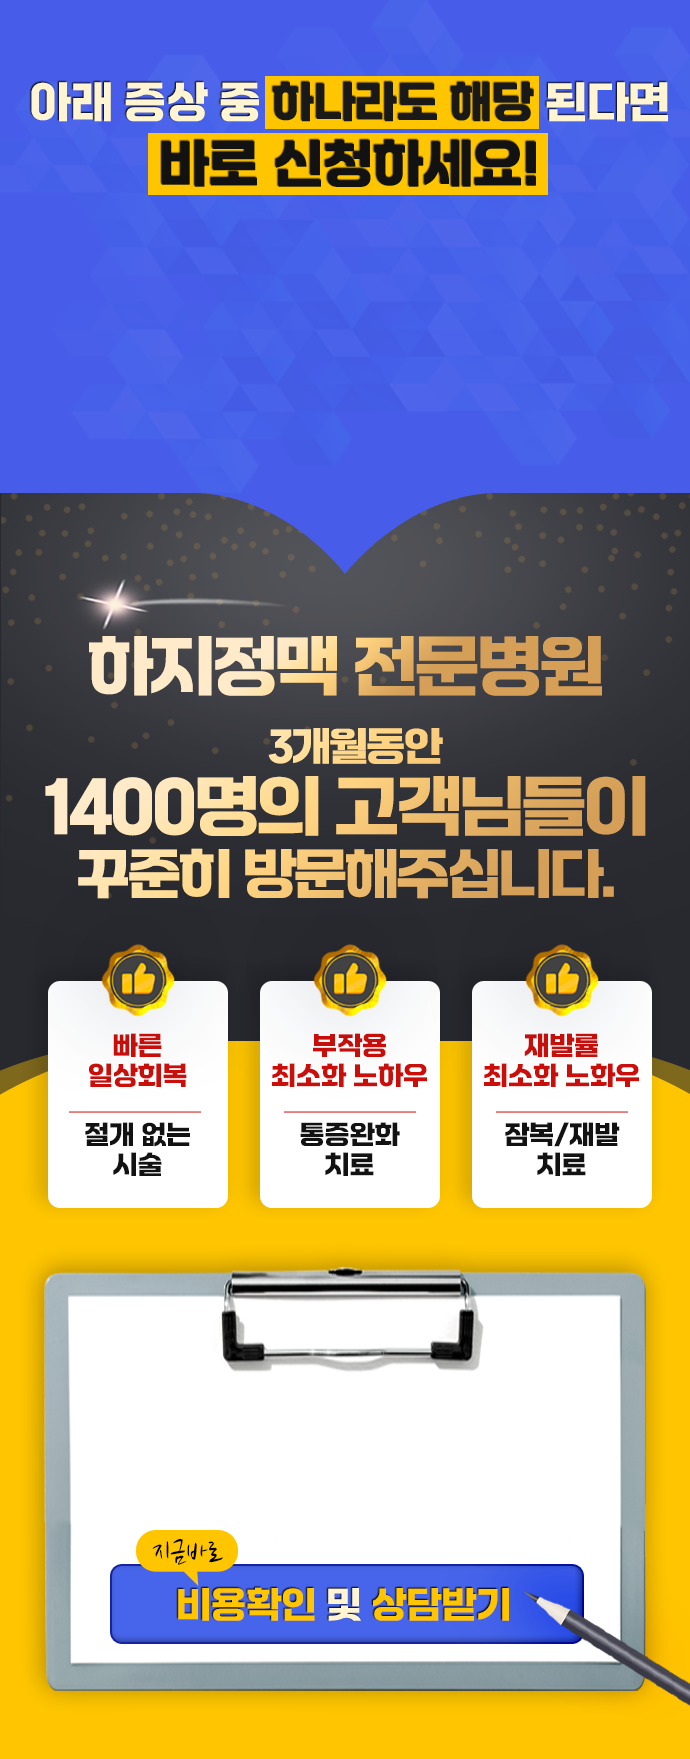 아래 증상 중 하나라도 해당 된다면
바로 신청하세요!
하지정맥 전문병원
3개월동안
1400명의 고객님들이
꾸준히 방문해주십니다.
빠른
일상회복
절개 없는
시술
부작용
최소화 노하우
통증완화
치료
재발률
최소화 노화우
잠복/재발
치료
지금바로
비용확인 및 상담받기